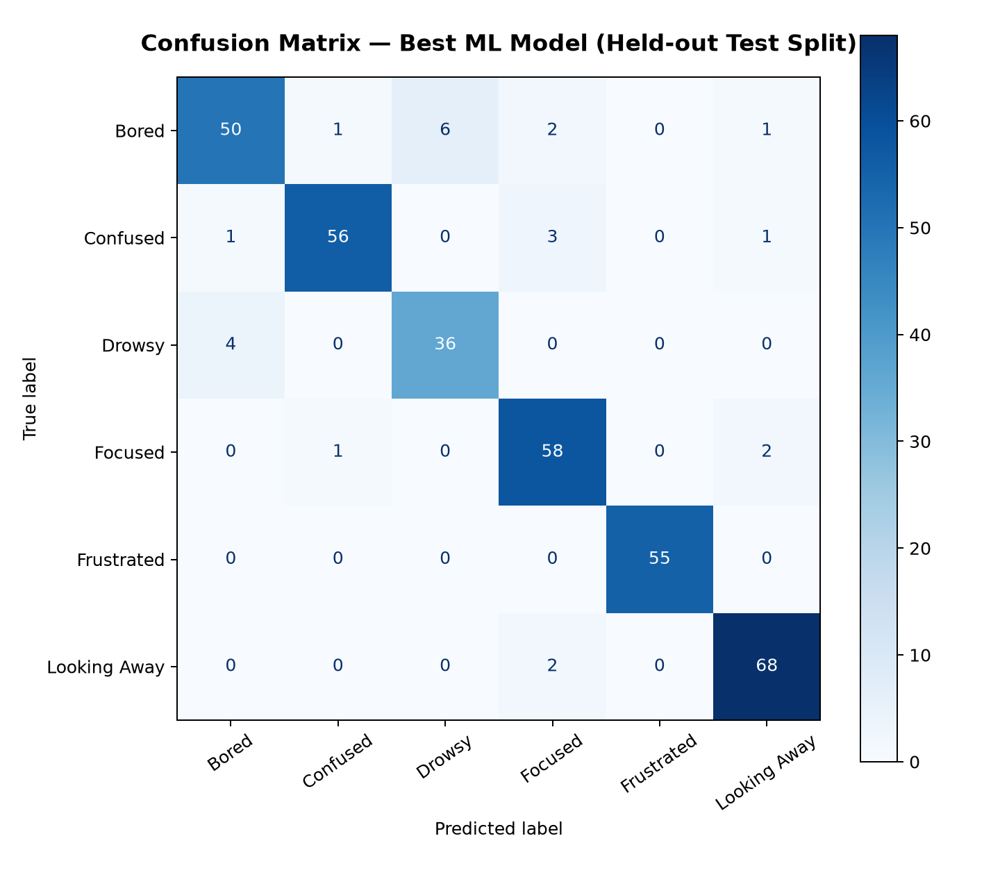 Confusion Matrix — Best ML Model (Held-out Test Split)
Bored 50 1 6 2 0 1
Confused 1 56 0 3 0 1
Drowsy 4 0 36 0 0 0
Focused 0 1 0 58 0 2
Frustrated 0 0 0 0 55 0
Looking Away 0 0 0 2 0 68
True label
Bored Confused Drowsy Focused Frustrated Looking Away
Predicted label
60
50
40
30
20
10
0